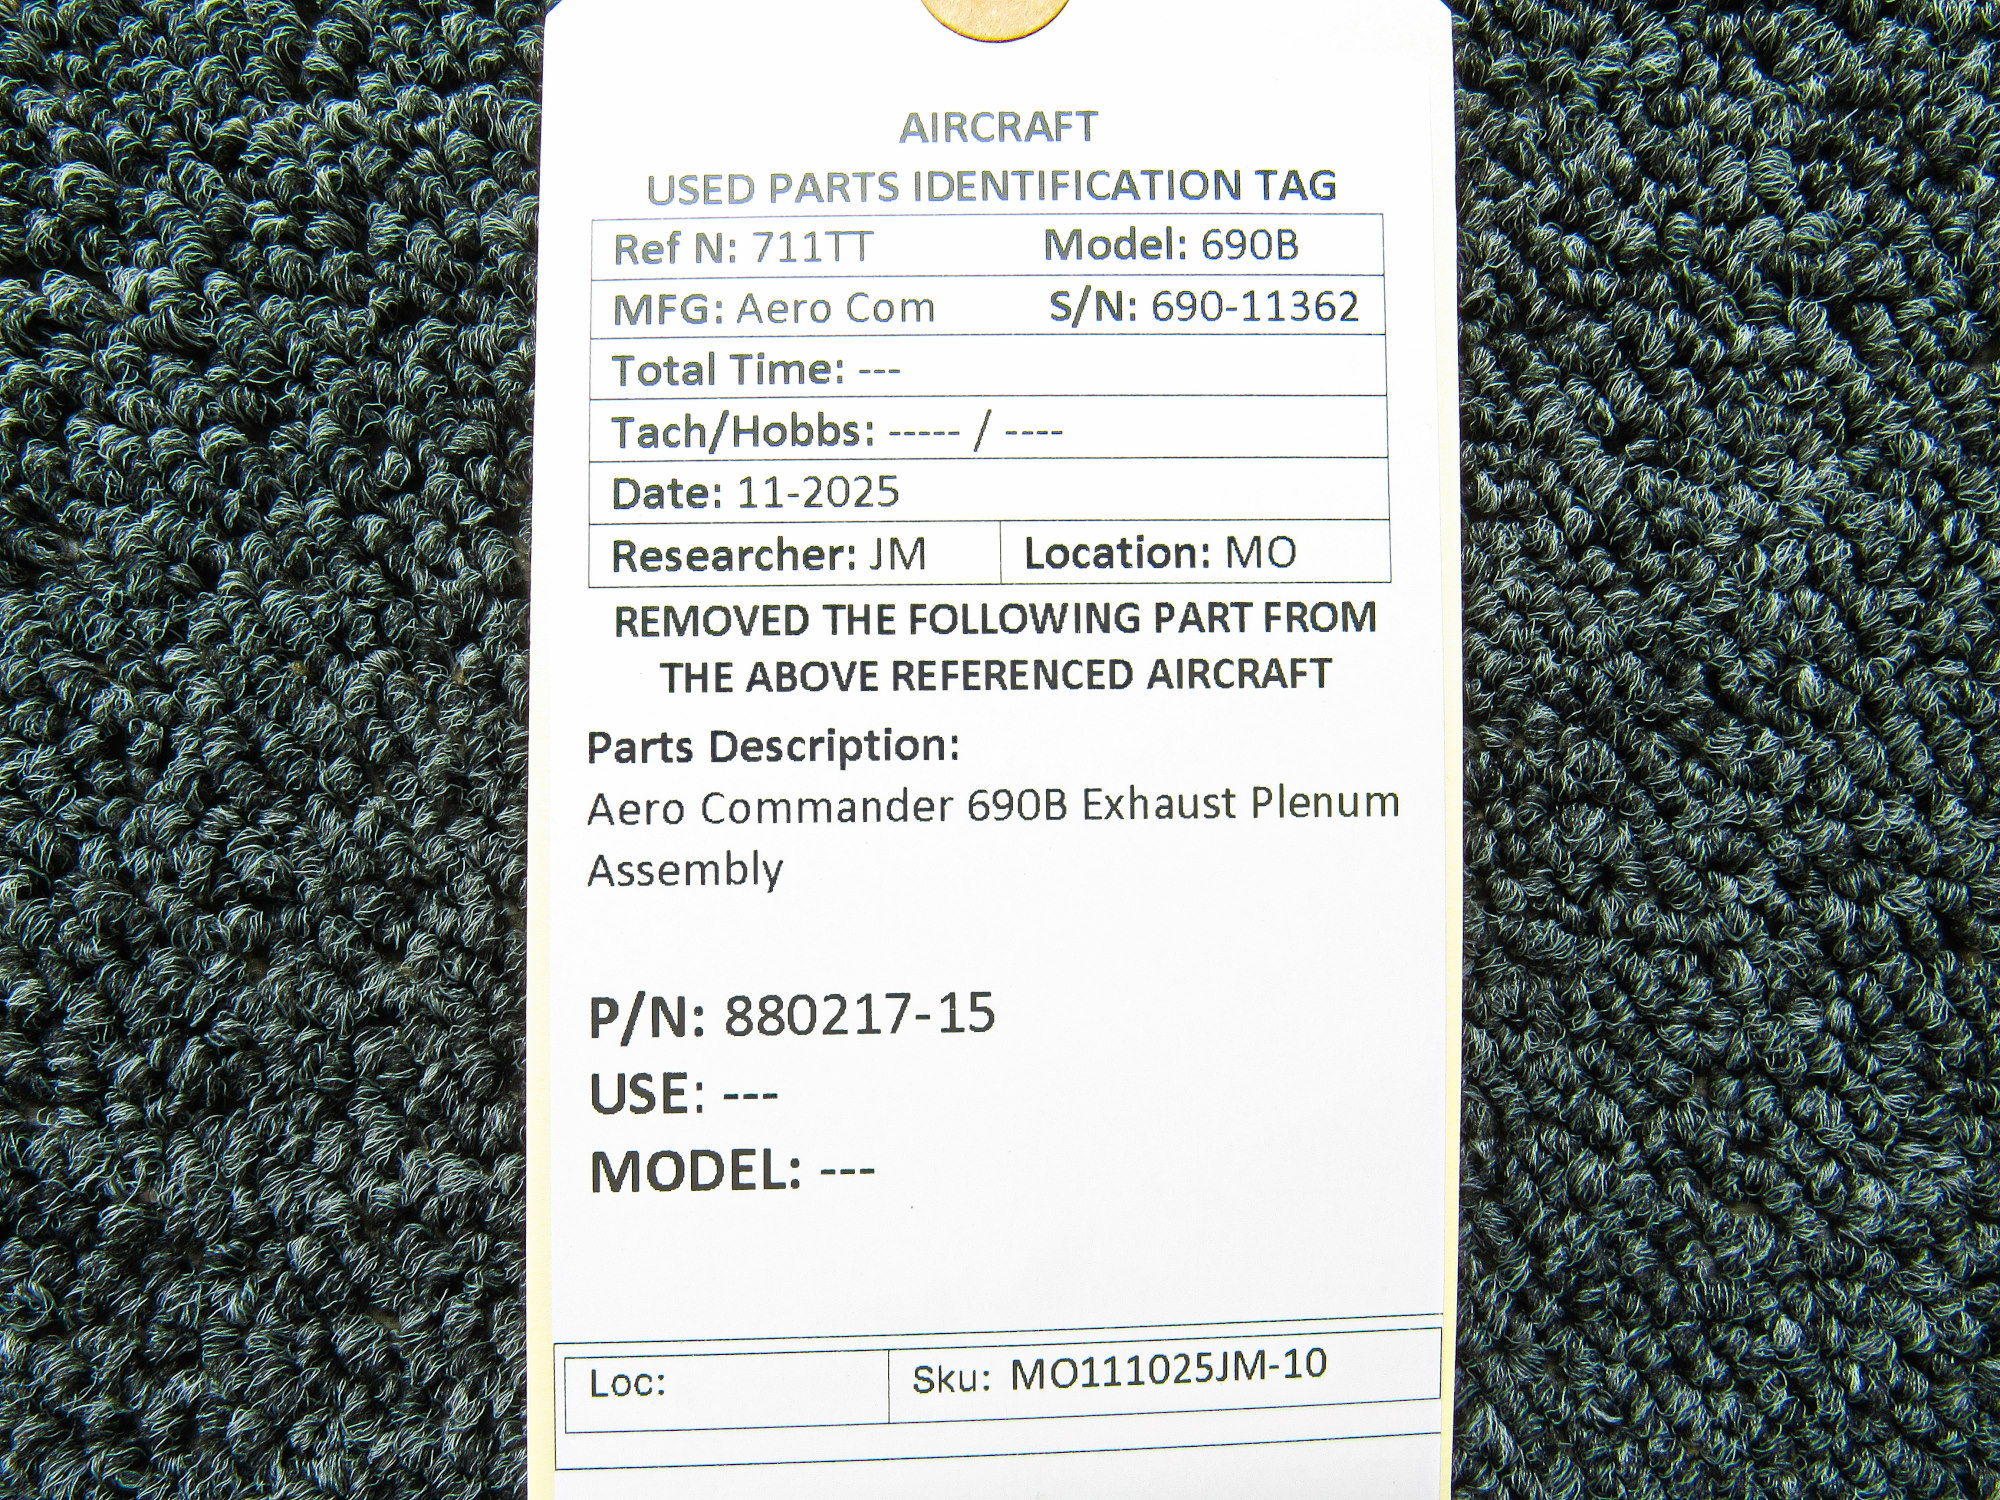 AIRCRAFT
USED PARTS IDENTIFICATION TAG
Ref N: 711TT Model: 690B
MFG: Aero Com S/N: 690-11362
Total Time: ---
Tach/Hobbs: ----- / ----
Date: 11-2025
Researcher: JM Location: MO
REMOVED THE FOLLOWING PART FROM
THE ABOVE REFERENCED AIRCRAFT
Parts Description:
Aero Commander 690B Exhaust Plenum
Assembly
P/N: 880217-15
USE: ---
MODEL: ---
Loc: Sku: MO111025JM-10